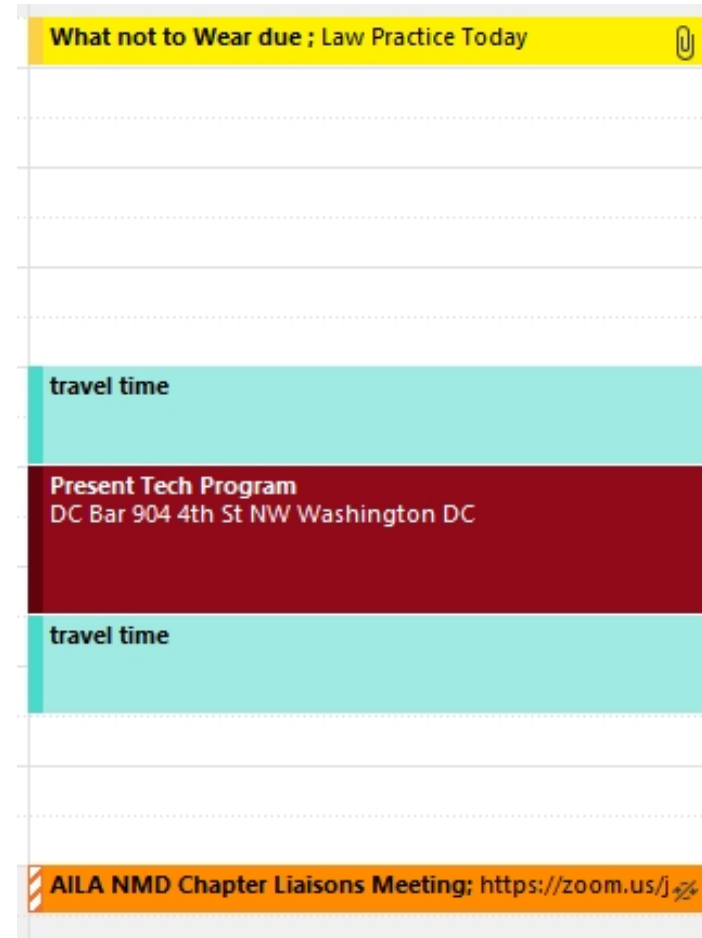 What not to Wear due ; Law Practice Today
travel time
Present Tech Program
DC Bar 904 4th St NW Washington DC
travel time
AILA NMD Chapter Liaisons Meeting; https://zoom.us/j